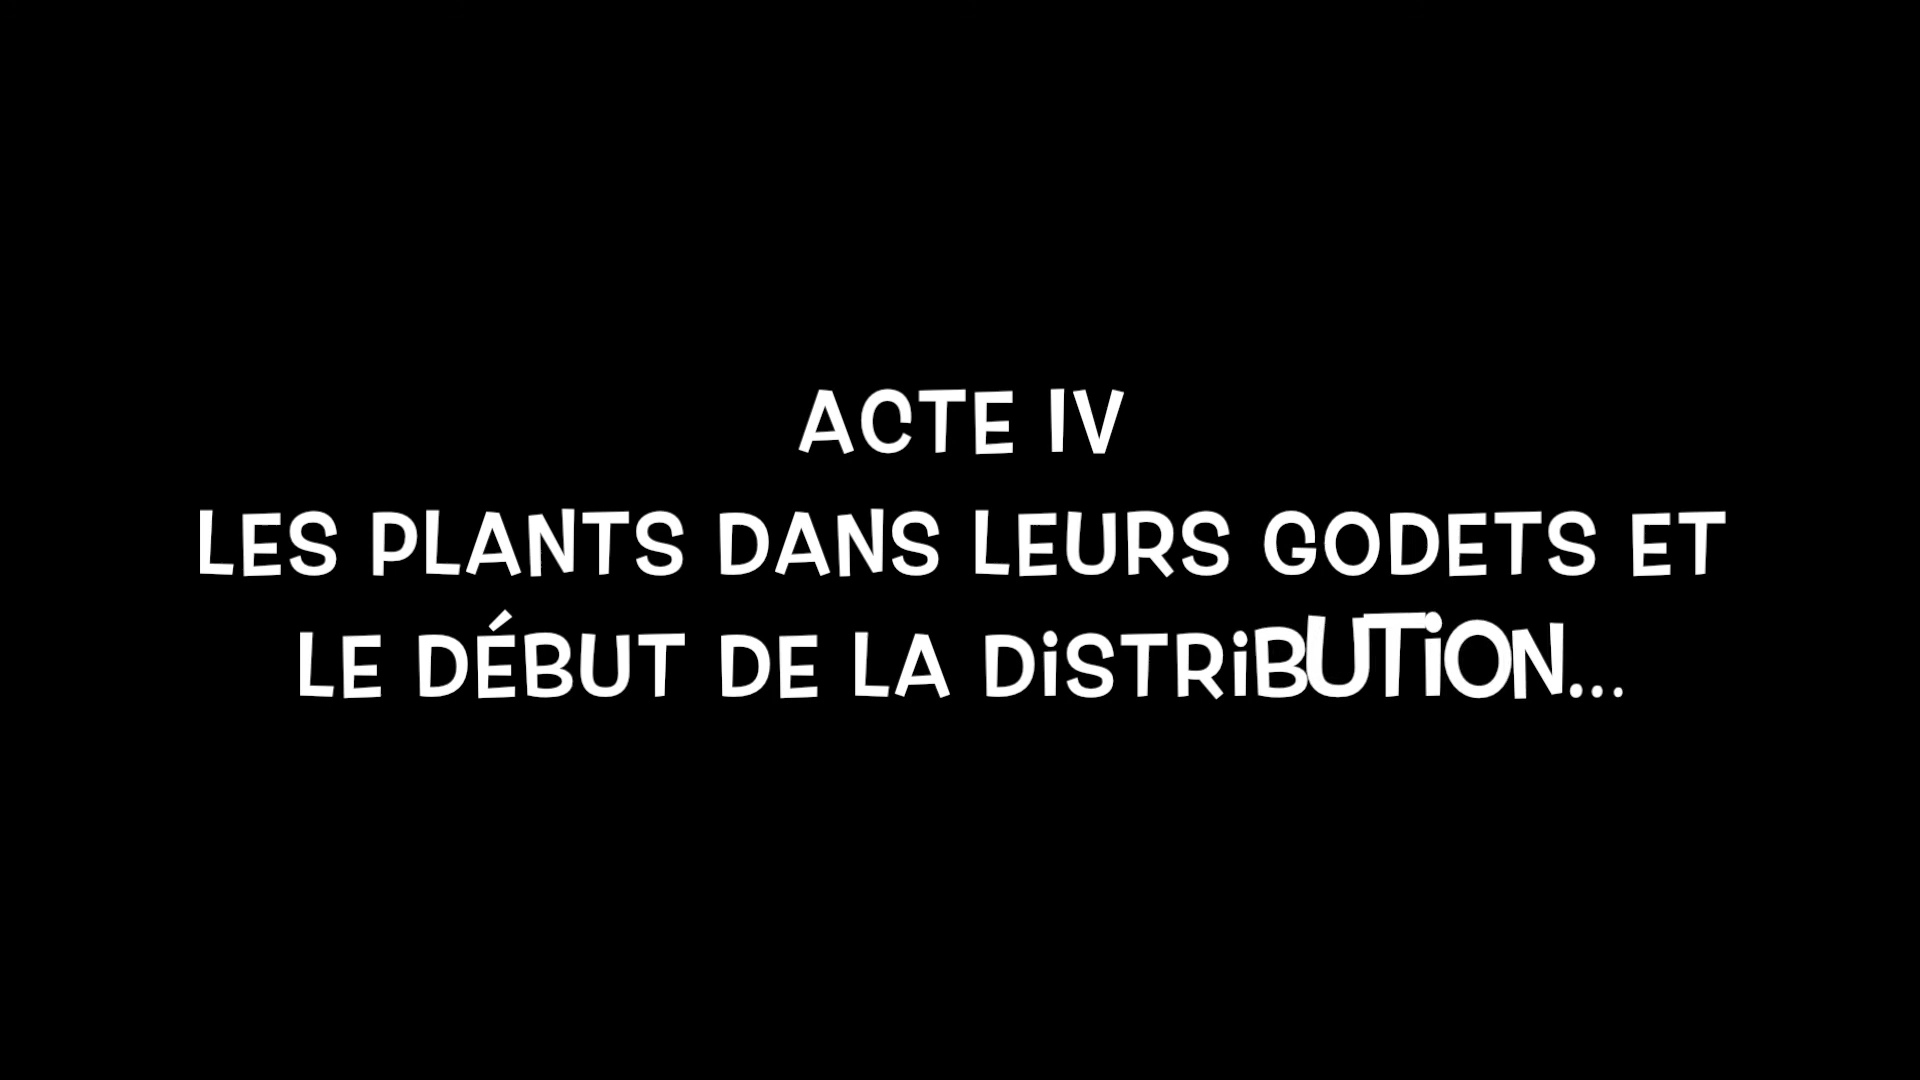 ACTE IV
LES PLANTS DANS LEURS GODETS ET
LE DÉBUT DE LA DiSTRiBUTiON...